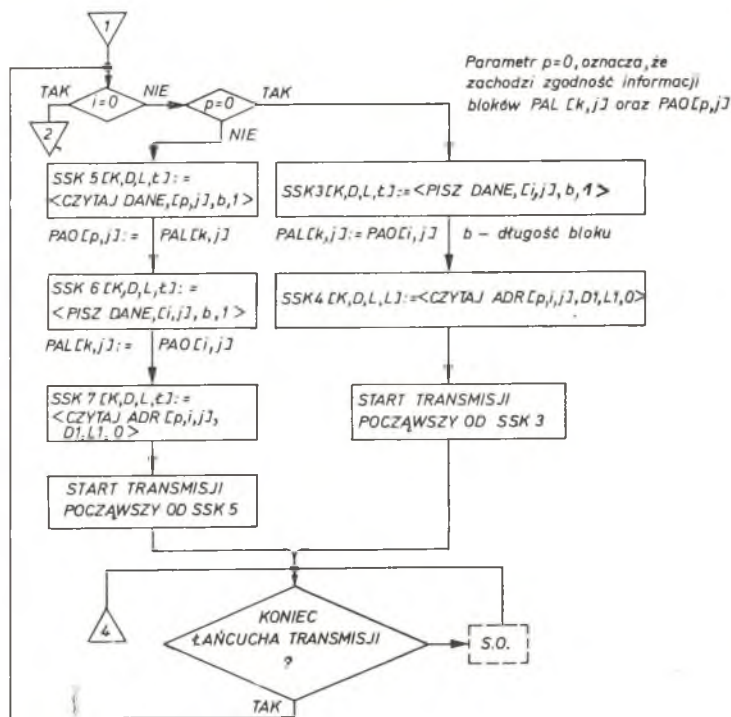 1
Parametr p=0, oznacza, że
zachodzi zgodność informacji
bloków PAL [k,j] oraz PAO[p,j]
TAK
i=0
NIE
p=0
TAK
2
NIE
SSK 5[K,D,L,Ł]:=
<CZYTAJ DANE,[p,j],b,1>
PAO[p,j]:= PAL[k,j]
SSK 6[K,D,L,Ł]:=
<PISZ DANE,[i,j],b,1>
PAL[k,j]:= PAO[i,j]
SSK 7[K,D,L,Ł]:=
<CZYTAJ ADR[p,i,j],
D1,L1,0>
START TRANSMISJI
POCZĄWSZY OD SSK 5
SSK3[K,D,L,Ł]:=<PISZ DANE,[i,j],b,1>
PAL[k,j]:= PAO[i,j] b – długość bloku
SSK4[K,D,L,L]:=<CZYTAJ ADR[p,i,j],D1,L1,0>
START TRANSMISJI
POCZĄWSZY OD SSK 3
4
KONIEC
ŁAŃCUCHA TRANSMISJI
?
S.O.
TAK